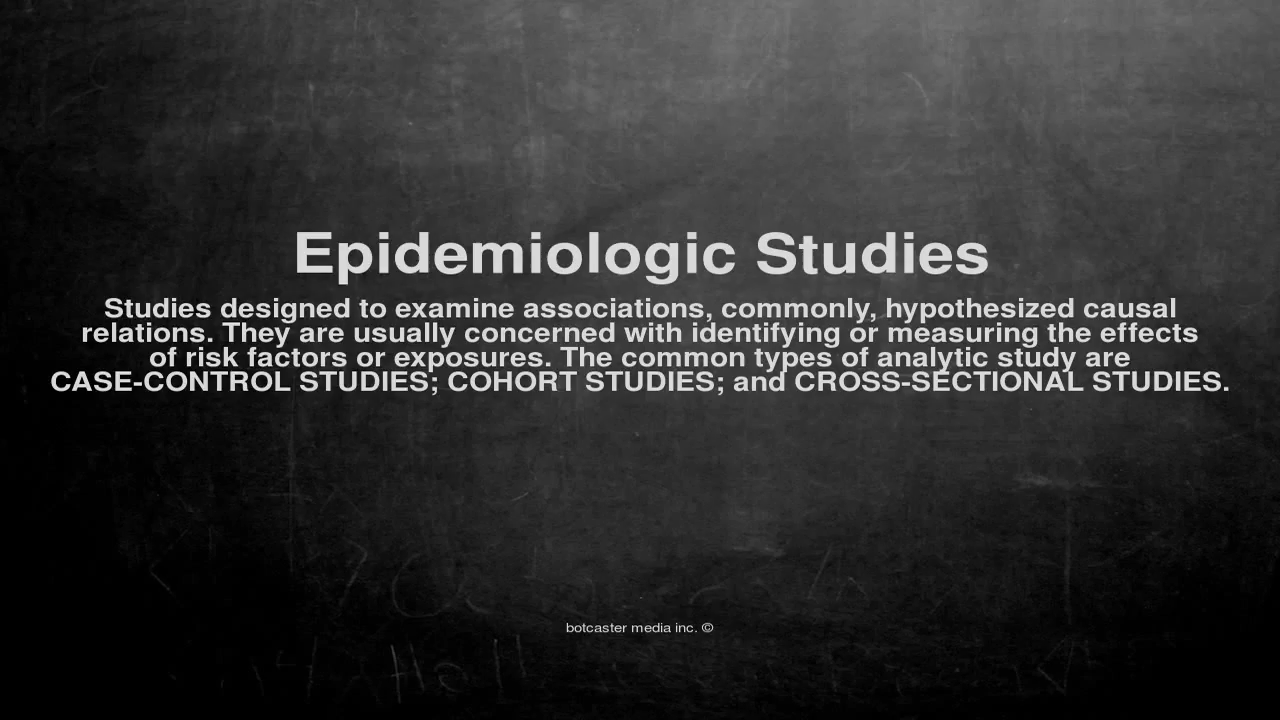 Epidemiologic Studies
Studies designed to examine associations, commonly, hypothesized causal
relations. They are usually concerned with identifying or measuring the effects
of risk factors or exposures. The common types of analytic study are
CASE-CONTROL STUDIES; COHORT STUDIES; and CROSS-SECTIONAL STUDIES.
botcaster media inc. ©